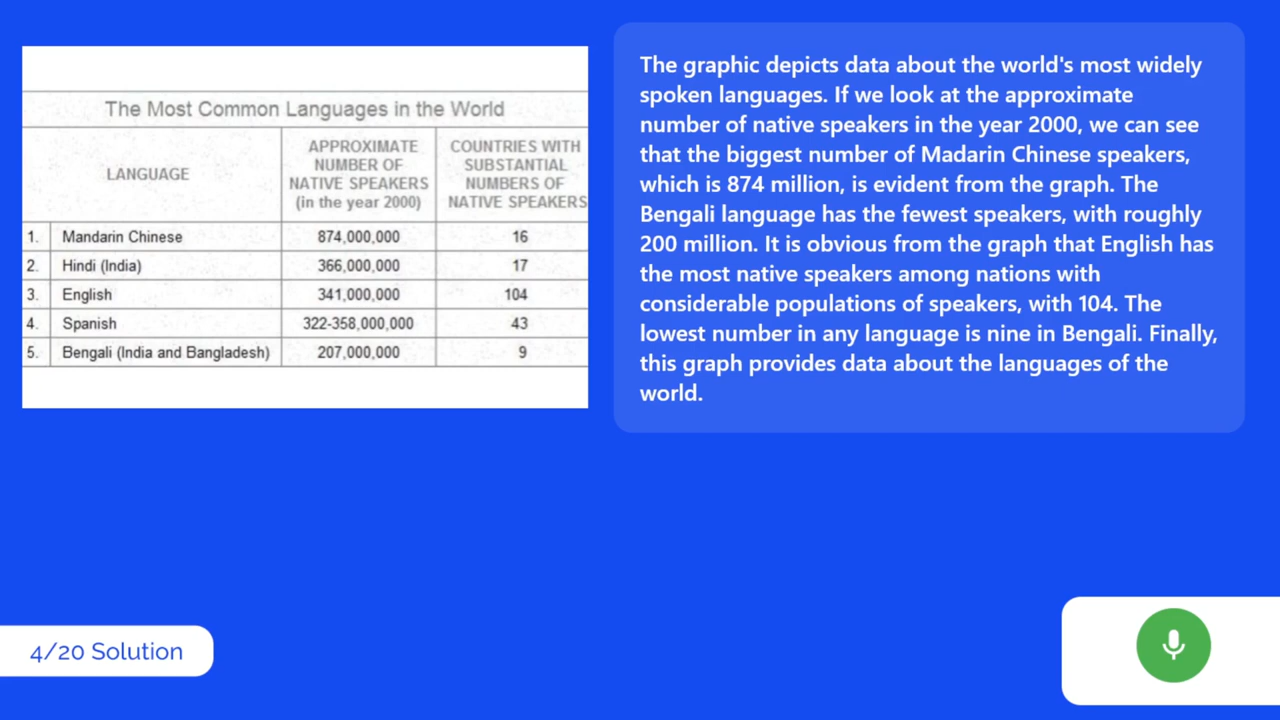 The Most Common Languages in the World
LANGUAGE
APPROXIMATE
NUMBER OF
NATIVE SPEAKERS
(in the year 2000)
COUNTRIES WITH
SUBSTANTIAL
NUMBERS OF
NATIVE SPEAKERS
1. Mandarin Chinese 874,000,000 16
2. Hindi (India) 366,000,000 17
3. English 341,000,000 104
4. Spanish 322-358,000,000 43
5. Bengali (India and Bangladesh) 207,000,000 9
The graphic depicts data about the world's most widely
spoken languages. If we look at the approximate
number of native speakers in the year 2000, we can see
that the biggest number of Madarin Chinese speakers,
which is 874 million, is evident from the graph. The
Bengali language has the fewest speakers, with roughly
200 million. It is obvious from the graph that English has
the most native speakers among nations with
considerable populations of speakers, with 104. The
lowest number in any language is nine in Bengali. Finally,
this graph provides data about the languages of the
world.
4/20 Solution